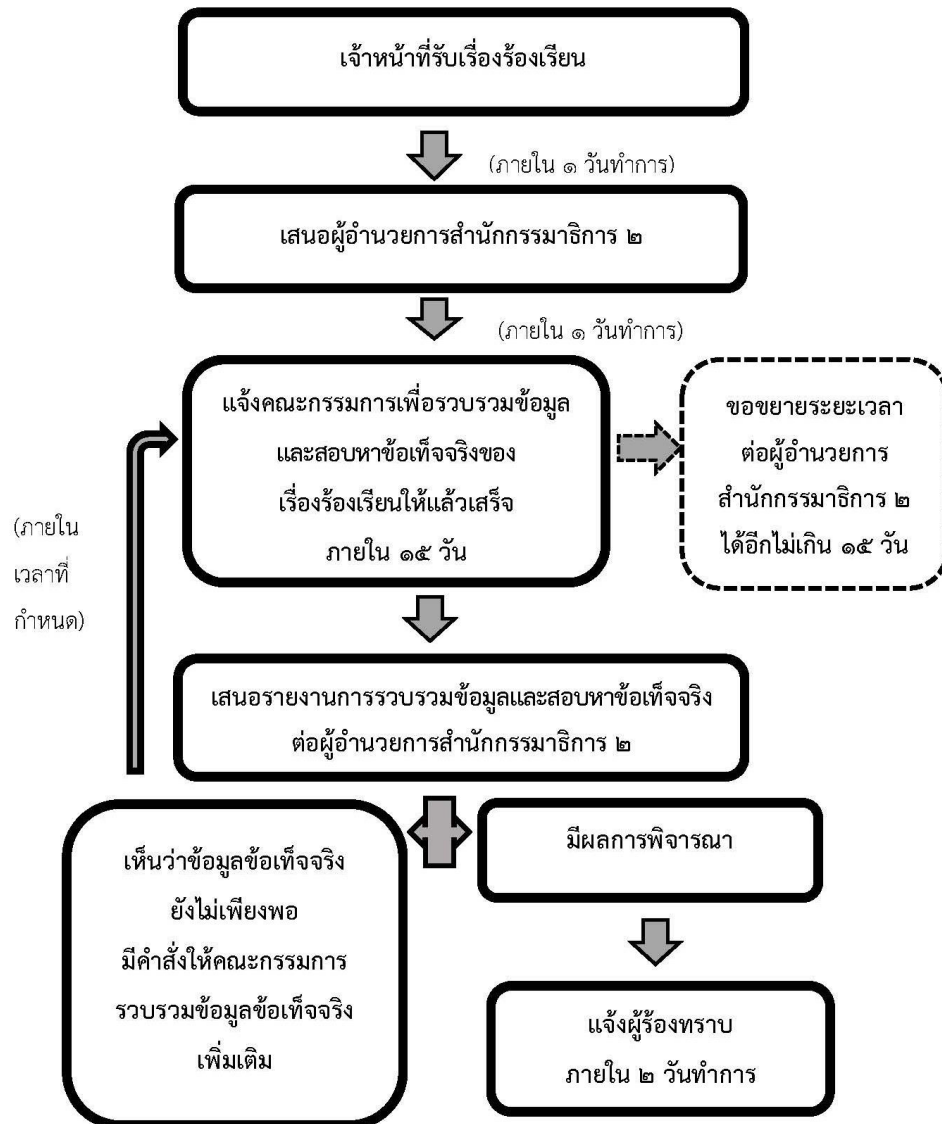 เจ้าหน้าที่รับเรื่องร้องเรียน
(ภายใน ๑ วันทำการ)
เสนอผู้อำนวยการสำนักกรรมาธิการ ๒
(ภายใน ๑ วันทำการ)
แจ้งคณะกรรมการเพื่อรวบรวมข้อมูล
และสอบหาข้อเท็จจริงของ
เรื่องร้องเรียนให้แล้วเสร็จ
ภายใน ๑๕ วัน
ขอขยายระยะเวลา
ต่อผู้อำนวยการ
สำนักกรรมาธิการ ๒
ได้อีกไม่เกิน ๑๕ วัน
(ภายใน
เวลาที่
กำหนด)
เสนอรายงานการรวบรวมข้อมูลและสอบหาข้อเท็จจริง
ต่อผู้อำนวยการสำนักกรรมาธิการ ๒
เห็นว่าข้อมูลข้อเท็จจริง
ยังไม่เพียงพอ
มีคำสั่งให้คณะกรรมการ
รวบรวมข้อมูลข้อเท็จจริง
เพิ่มเติม
มีผลการพิจารณา
แจ้งผู้ร้องทราบ
ภายใน ๒ วันทำการ